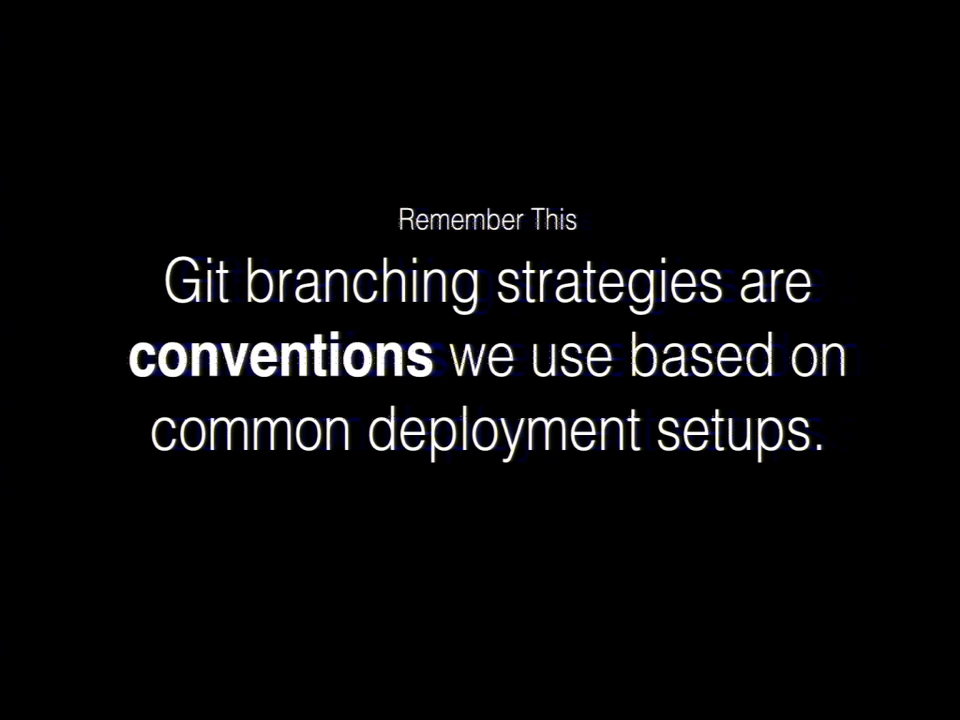 Remember This
Git branching strategies are
conventions we use based on
common deployment setups.